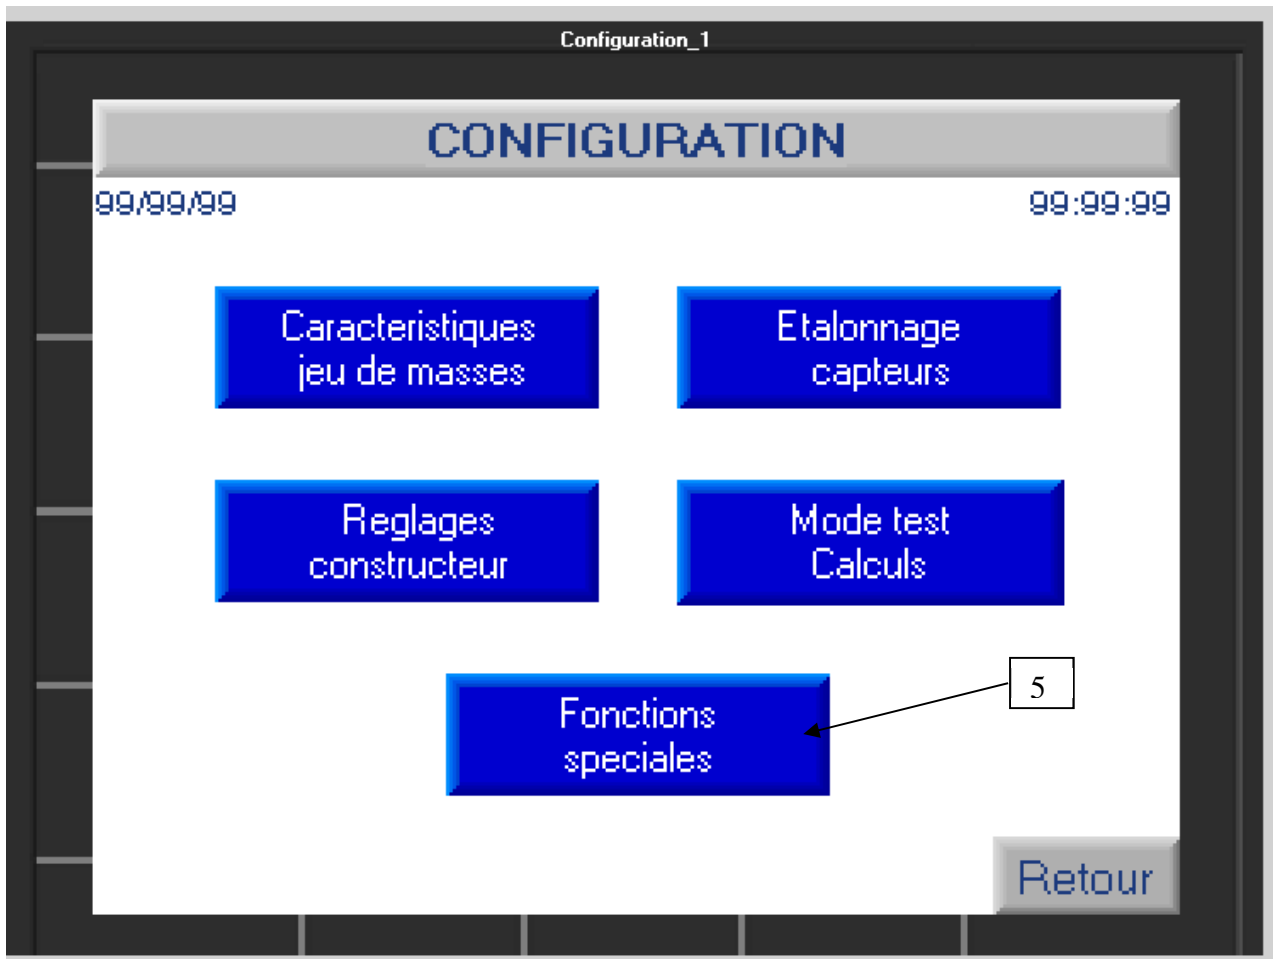 Configuration_1
CONFIGURATION
99/99/99
99:99:99
Caracteristiques
jeu de masses
Etalonnage
capteurs
Reglages
constructeur
Mode test
Calculs
Fonctions
speciales
5
Retour